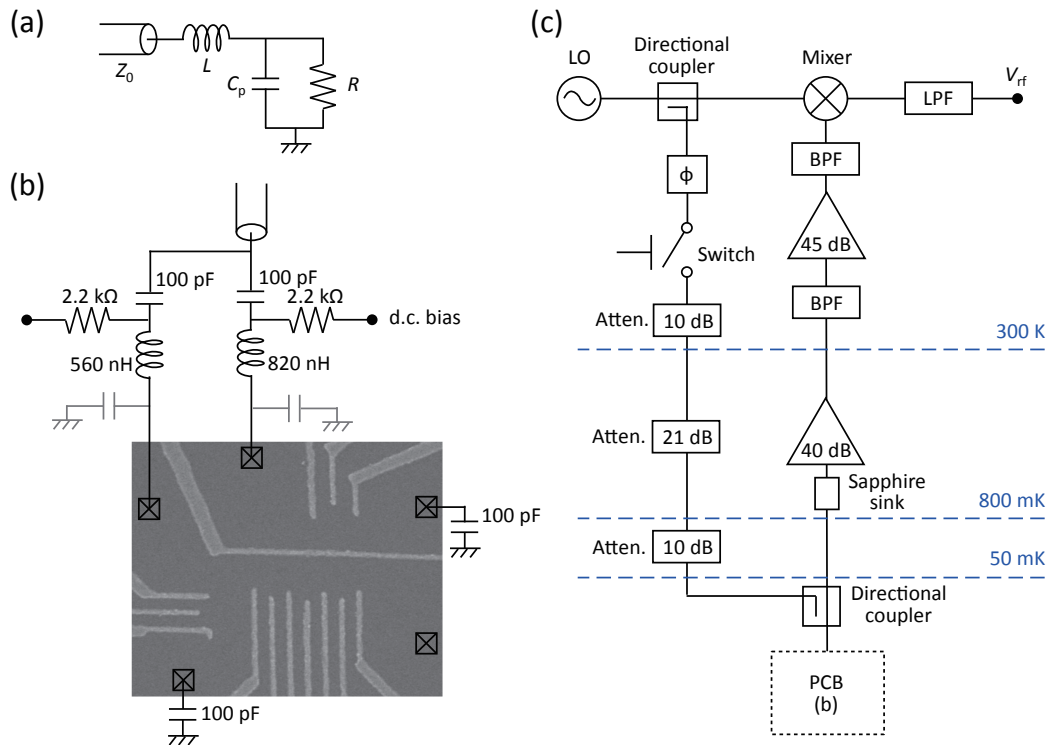 (a)
Z0
L
Cp
R
(b)
100 pF
100 pF
2.2 kΩ
2.2 kΩ
d.c. bias
560 nH
820 nH
100 pF
100 pF
(c)
LO
Directional
coupler
Mixer
Vrf
LPF
BPF
ϕ
45 dB
Switch
BPF
Atten.
10 dB
300 K
Atten.
21 dB
40 dB
Sapphire
sink
800 mK
Atten.
10 dB
50 mK
Directional
coupler
PCB
(b)